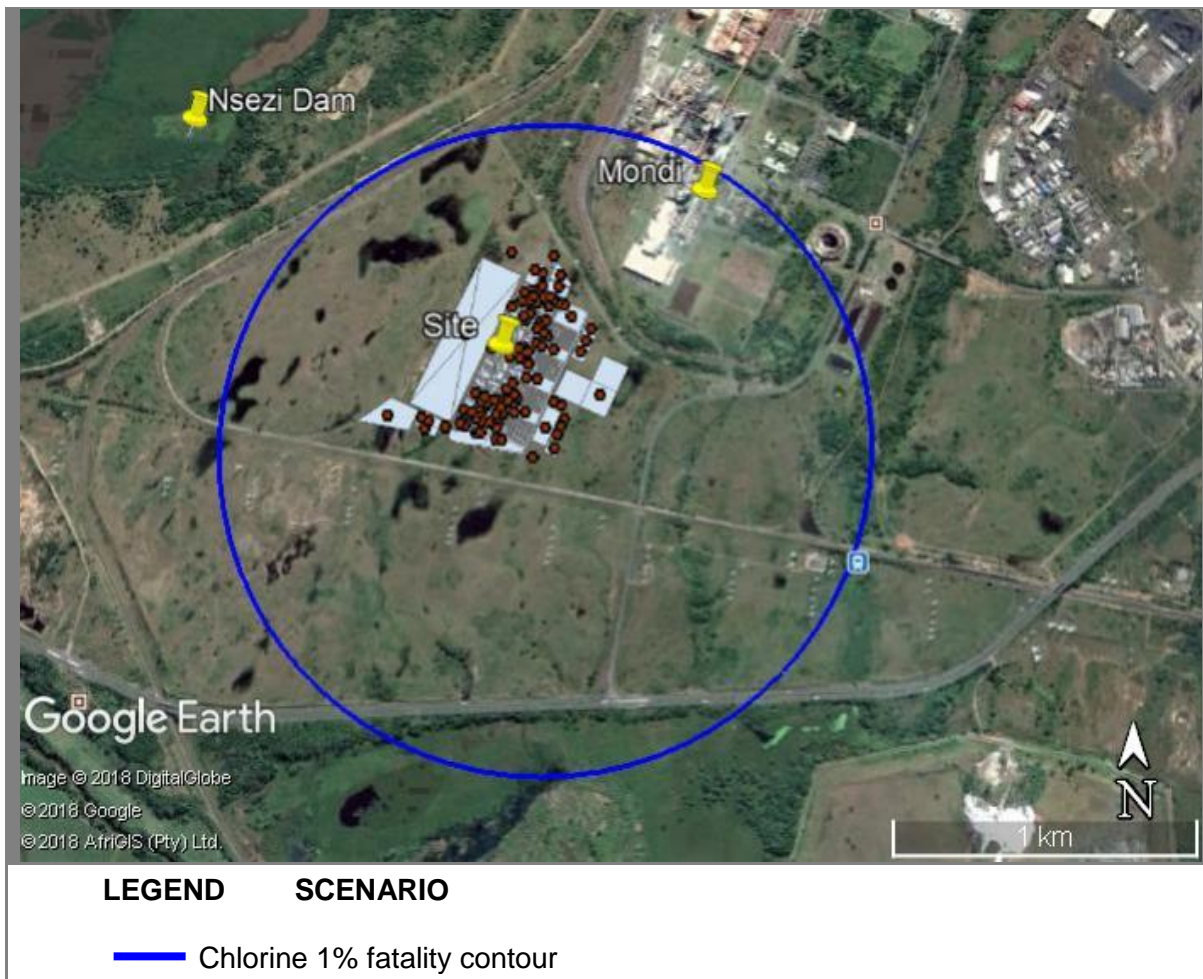 Nsezi Dam
Mondi
Site
Google Earth
Image © 2018 DigitalGlobe
© 2018 Google
© 2018 AfriGIS (Pty) Ltd.
N
1 km
LEGEND SCENARIO
Chlorine 1% fatality contour